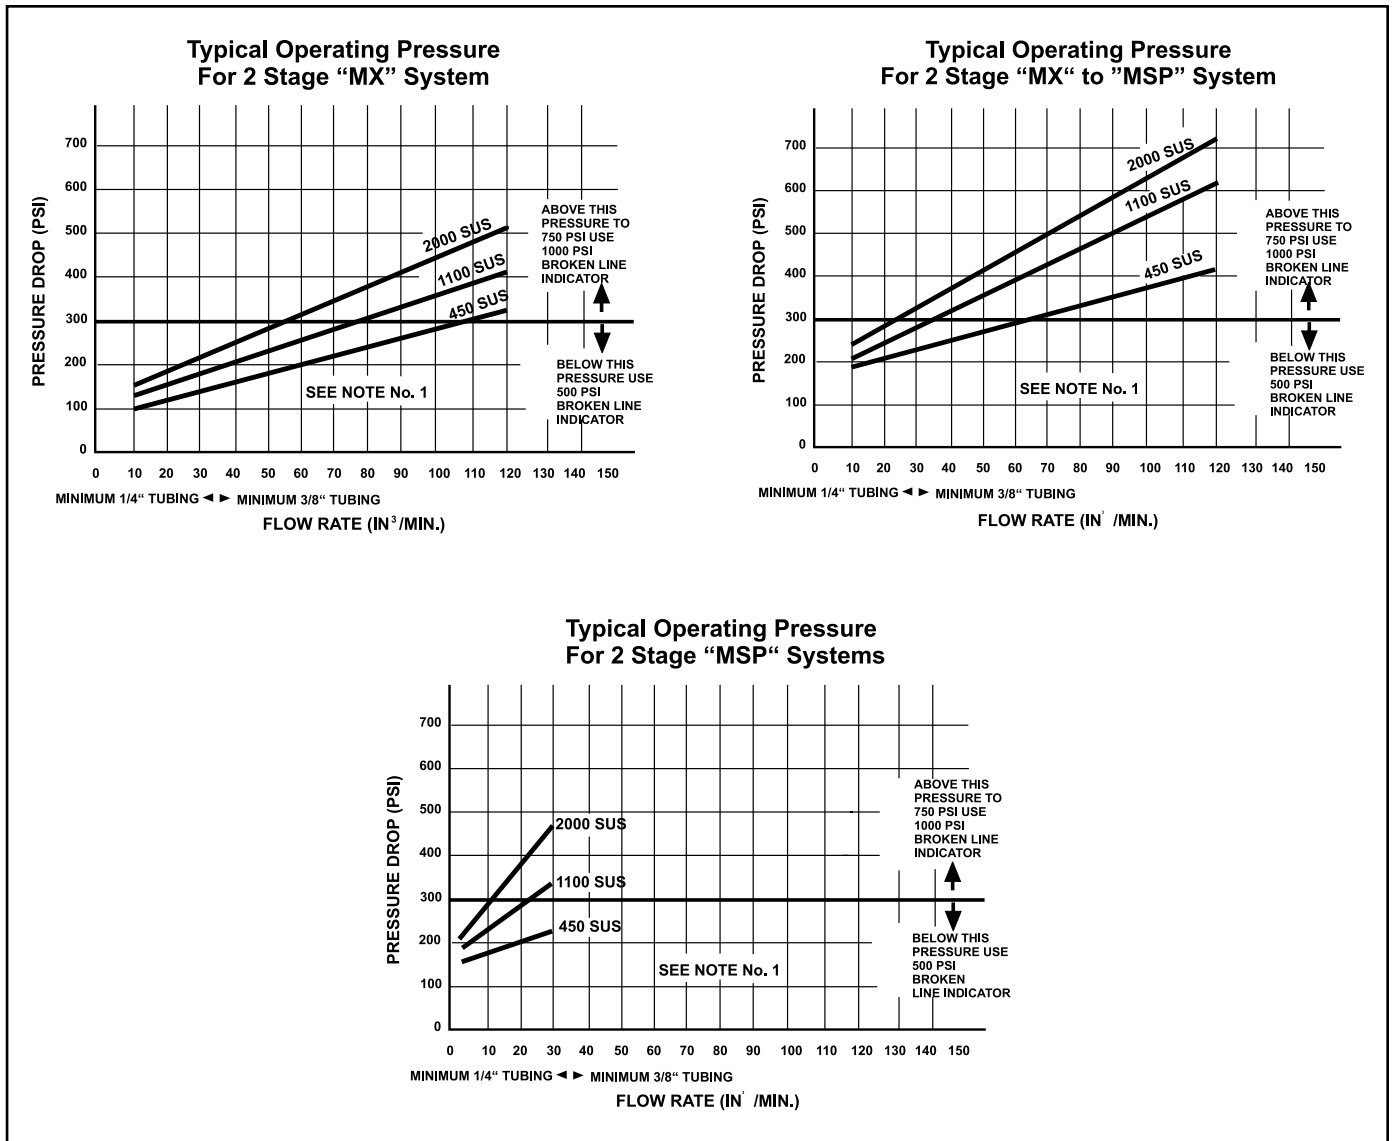 Typical Operating Pressure
For 2 Stage “MX” System
PRESSURE DROP (PSI)
700
600
500
400
300
200
100
0
2000 SUS
1100 SUS
450 SUS
SEE NOTE No. 1
ABOVE THIS
PRESSURE TO
750 PSI USE
1000 PSI
BROKEN LINE
INDICATOR
BELOW THIS
PRESSURE USE
500 PSI
BROKEN LINE
INDICATOR
0 10 20 30 40 50 60 70 80 90 100 110 120 130 140 150
MINIMUM 1/4“ TUBING ◄ ► MINIMUM 3/8“ TUBING
FLOW RATE (IN³/MIN.)
Typical Operating Pressure
For 2 Stage “MX“ to ”MSP” System
PRESSURE DROP (PSI)
700
600
500
400
300
200
100
0
2000 SUS
1100 SUS
450 SUS
SEE NOTE No. 1
ABOVE THIS
PRESSURE TO
750 PSI USE
1000 PSI
BROKEN LINE
INDICATOR
BELOW THIS
PRESSURE USE
500 PSI
BROKEN LINE
INDICATOR
0 10 20 30 40 50 60 70 80 90 100 110 120 130 140 150
MINIMUM 1/4“ TUBING ◄ ► MINIMUM 3/8“ TUBING
FLOW RATE (IN³ /MIN.)
Typical Operating Pressure
For 2 Stage “MSP“ Systems
PRESSURE DROP (PSI)
700
600
500
400
300
200
100
0
2000 SUS
1100 SUS
450 SUS
SEE NOTE No. 1
ABOVE THIS
PRESSURE TO
750 PSI USE
1000 PSI
BROKEN LINE
INDICATOR
BELOW THIS
PRESSURE USE
500 PSI
BROKEN
LINE INDICATOR
0 10 20 30 40 50 60 70 80 90 100 110 120 130 140 150
MINIMUM 1/4“ TUBING ◄ ► MINIMUM 3/8“ TUBING
FLOW RATE (IN³ /MIN.)